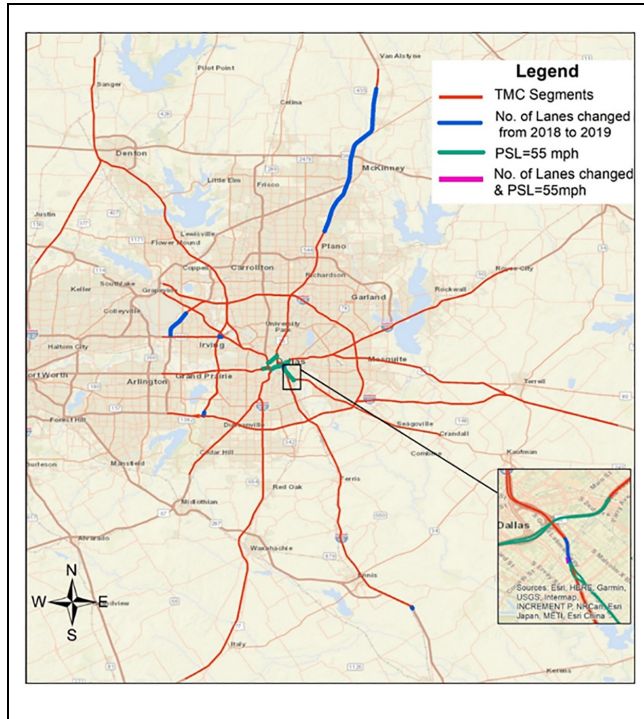 Van Alstyne
Sanger
Pilot Point
Celina
Legend
TMC Segments
No. of Lanes changed
from 2018 to 2019
PSL=55 mph
No. of Lanes changed
& PSL=55mph
Denton
McKinney
Little Elm
Frisco
Justin
Lewisville
Flower Mound
Plano
Coppell
Carrollton
Richardson
Royse City
Keller
Southlake
Grapevine
Garland
Rockwall
Colleyville
University
Park
Haltom City
Irving
Mesquite
ort Worth
Arlington
Grand Prairie
Terrell
Forest Hill
Duncanville
Seagoville
Crandall
Cedar Hill
Combine
Kaufman
Mansfield
burleson
Red Oak
Ferris
Midlothian
Alvarado
Waxahachie
Ennis
Dallas
Sources: Esri, HERE, Garmin,
USGS, Intermap,
INCREMENT P, NRCan, Esri
Japan, METI, Esri China
N
W E
S
Italy
Kerens